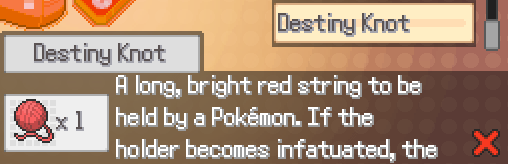 Destiny Knot
Destiny Knot
x 1
A long, bright red string to be
held by a Pokémon. If the
holder becomes infatuated, the